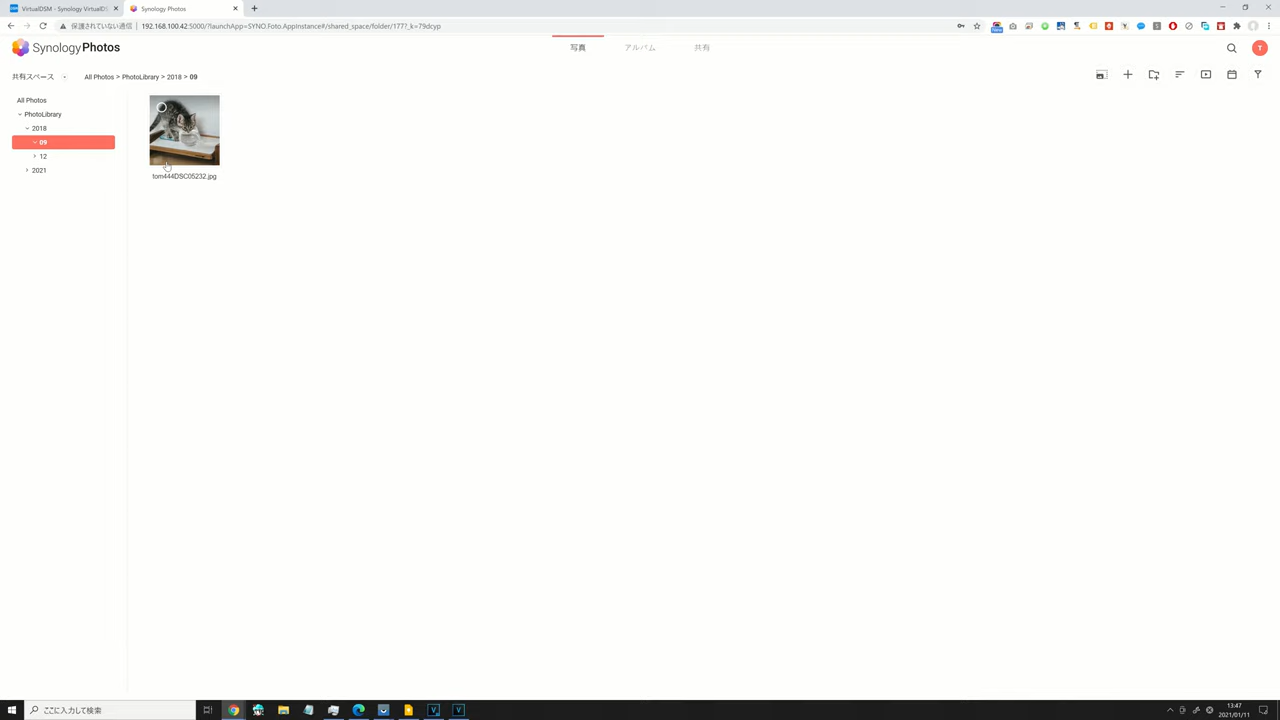 VirtualDSM - Synology VirtualD
Synology Photos
保護されていない通信
192.168.100.42:5000/?launchApp=SYNO.Foto.AppInstance#/shared_space/folder/177?_k=79dcyp
New
Synology Photos
写真
アルバム
共有
T
共有スペース
All Photos > PhotoLibrary > 2018 > 09
All Photos
PhotoLibrary
2018
09
12
2021
tom444DSC05232.jpg
ここに入力して検索
13:47
2021/01/11